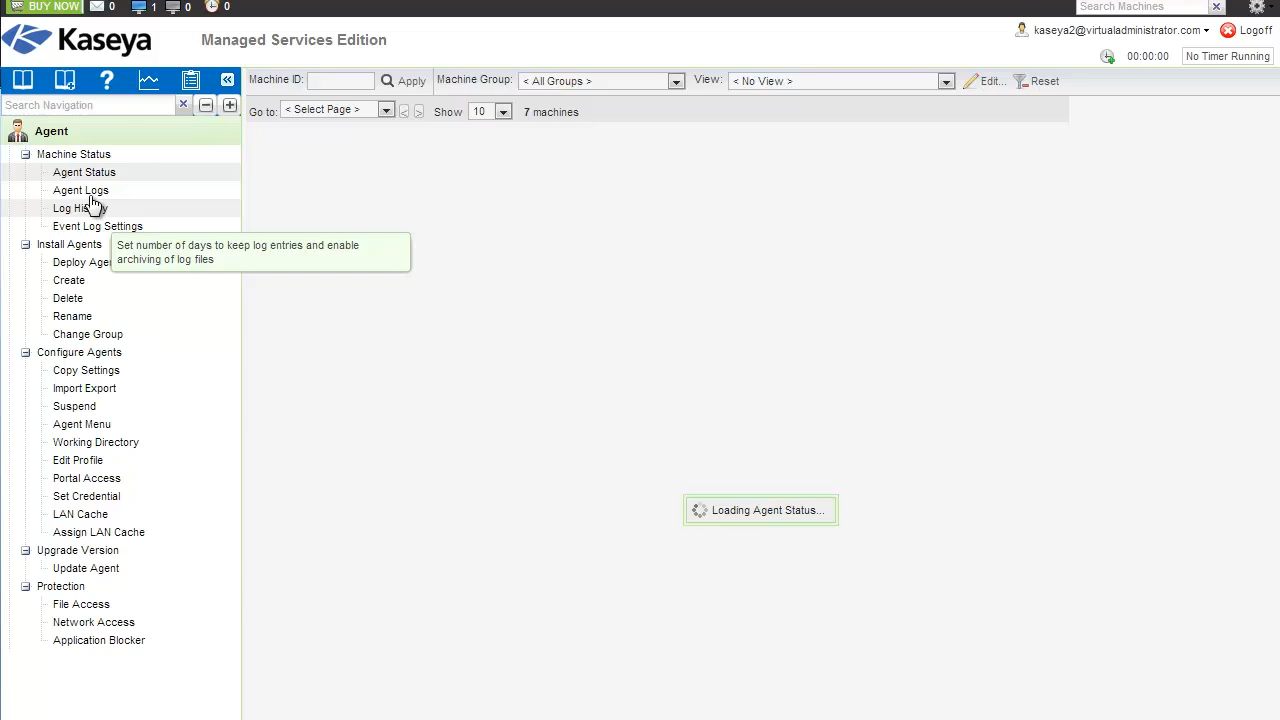 BUY NOW 0 1 0 0 Search Machines
Kaseya Managed Services Edition kaseya2@virtualadministrator.com Logoff
00:00:00 No Timer Running
Machine ID: Apply Machine Group: < All Groups > View: < No View > Edit... Reset
Search Navigation
Go to: < Select Page > Show 10 7 machines
Agent
Machine Status
Agent Status
Agent Logs
Log
Event Log Settings
Install Agents
Set number of days to keep log entries and enable
archiving of log files
Deploy
Create
Delete
Rename
Change Group
Configure Agents
Copy Settings
Import Export
Suspend
Agent Menu
Working Directory
Edit Profile
Portal Access
Set Credential
LAN Cache
Loading Agent Status...
Assign LAN Cache
Upgrade Version
Update Agent
Protection
File Access
Network Access
Application Blocker